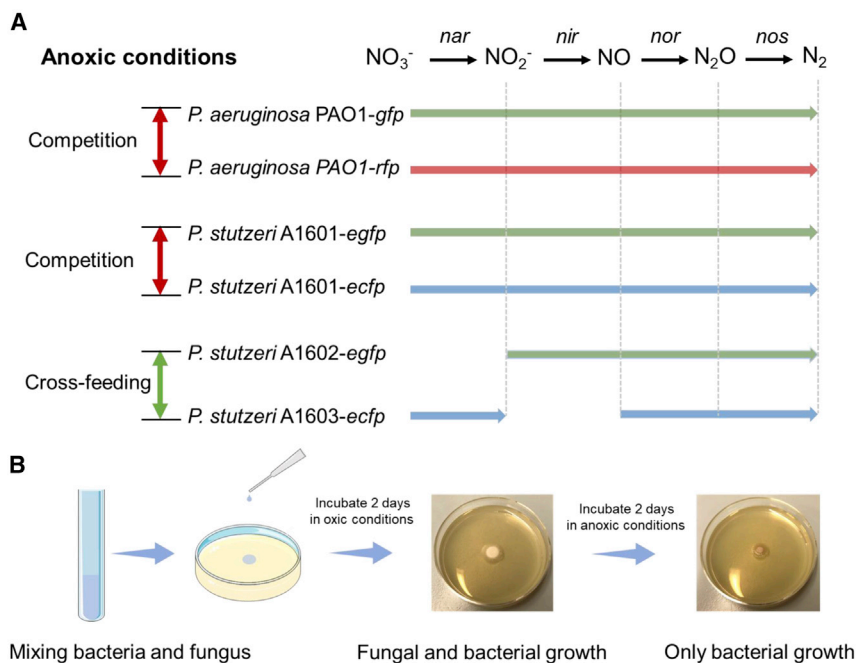 A
Anoxic conditions
NO₃⁻ nar NO₂⁻ nir NO nor N₂O nos N₂
P. aeruginosa PAO1-gfp
Competition
P. aeruginosa PAO1-rfp
P. stutzeri A1601-egfp
Competition
P. stutzeri A1601-ecfp
P. stutzeri A1602-egfp
Cross-feeding
P. stutzeri A1603-ecfp
B
Incubate 2 days
in oxic conditions
Incubate 2 days
in anoxic conditions
Mixing bacteria and fungus
Fungal and bacterial growth
Only bacterial growth